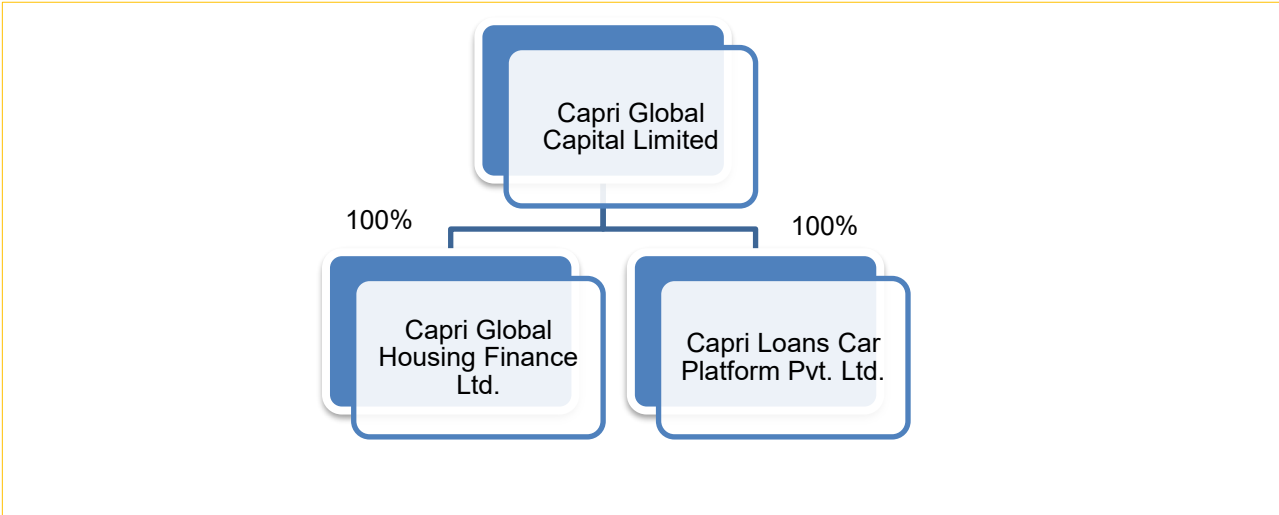 Capri Global
Capital Limited
100%
100%
Capri Global
Housing Finance
Ltd.
Capri Loans Car
Platform Pvt. Ltd.